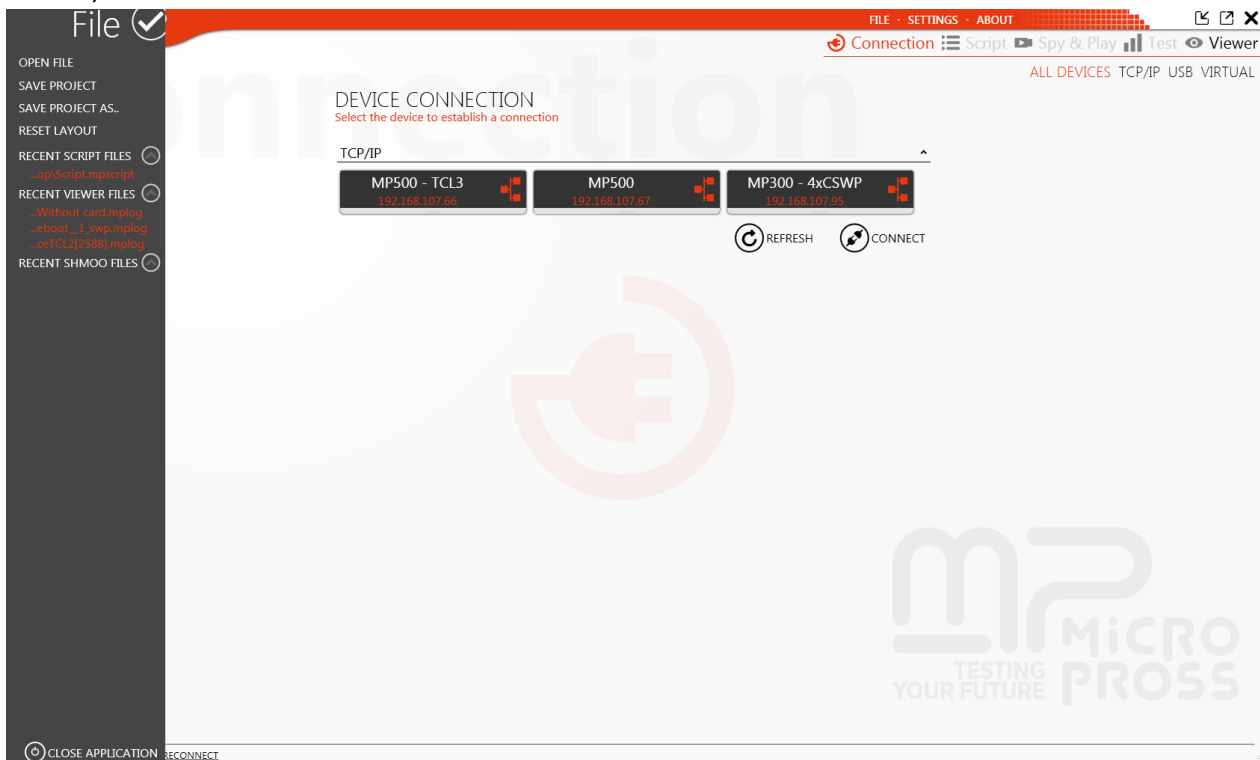 File
OPEN FILE
SAVE PROJECT
SAVE PROJECT AS..
RESET LAYOUT
RECENT SCRIPT FILES
...op\Script.mpscript
RECENT VIEWER FILES
...Without card.mplog
...eboot__1_swp.mplog
...ceTCL2[2588].mplog
RECENT SHMOO FILES
CLOSE APPLICATION
FILE - SETTINGS - ABOUT
Connection Script Spy & Play Test Viewer
ALL DEVICES TCP/IP USB VIRTUAL
onnection
DEVICE CONNECTION
Select the device to establish a connection
TCP/IP
MP500 - TCL3
192.168.107.66
MP500
192.168.107.67
MP300 - 4xCSWP
192.168.107.95
REFRESH CONNECT
MP
MiCRO
PROSS
TESTING
YOUR FUTURE
RECONNECT